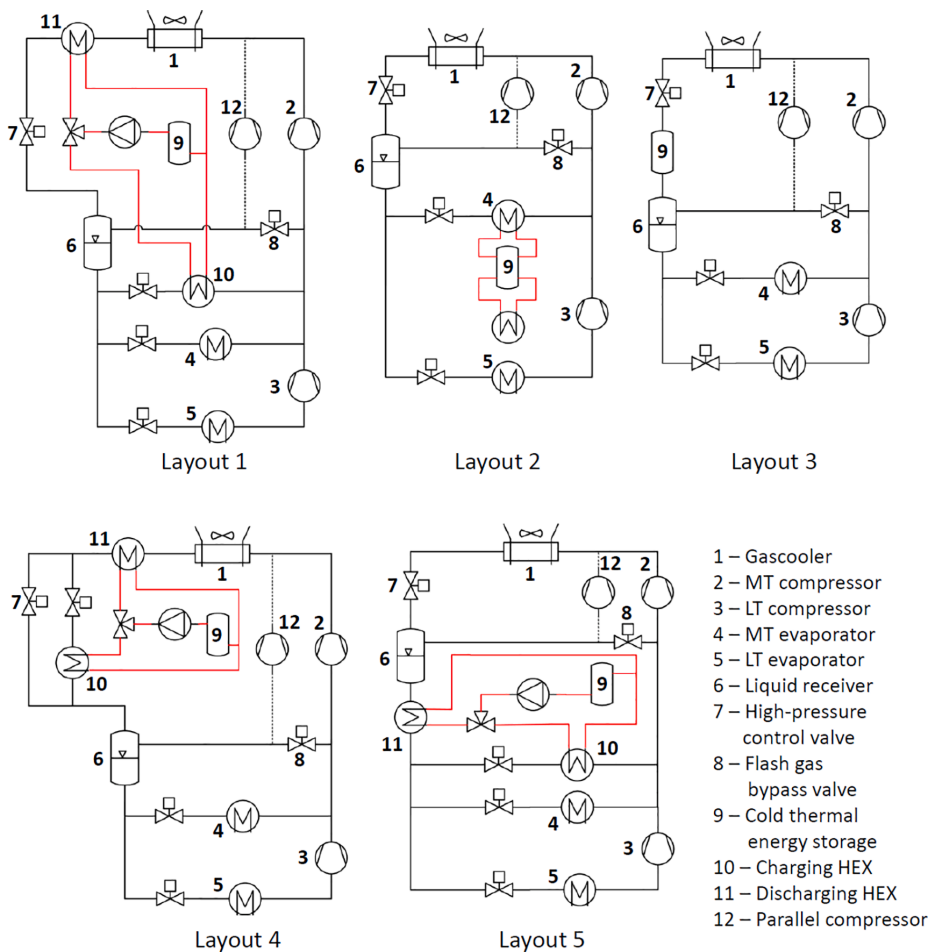 11
1
2
12
7
9
6
8
10
4
3
5
Layout 1
1
2
7
12
6
8
4
9
3
5
Layout 2
1
2
12
7
9
6
8
4
3
5
Layout 3
11
1
7
9
12
2
10
6
8
4
3
5
Layout 4
1
12
2
7
8
6
9
11
10
4
3
5
Layout 5
1 – Gascooler
2 – MT compressor
3 – LT compressor
4 – MT evaporator
5 – LT evaporator
6 – Liquid receiver
7 – High-pressure
control valve
8 – Flash gas
bypass valve
9 – Cold thermal
energy storage
10 – Charging HEX
11 – Discharging HEX
12 – Parallel compressor